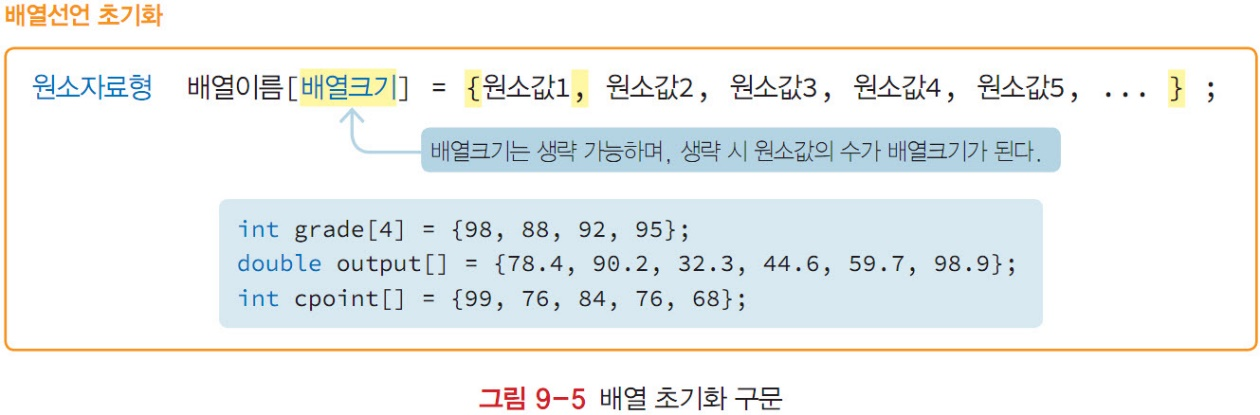 배열선언 초기화
원소자료형 배열이름[배열크기] = {원소값1, 원소값2, 원소값3, 원소값4, 원소값5, ... } ;
배열크기는 생략 가능하며, 생략 시 원소값의 수가 배열크기가 된다.
int grade[4] = {98, 88, 92, 95};
double output[] = {78.4, 90.2, 32.3, 44.6, 59.7, 98.9};
int cpoint[] = {99, 76, 84, 76, 68};
그림 9-5 배열 초기화 구문